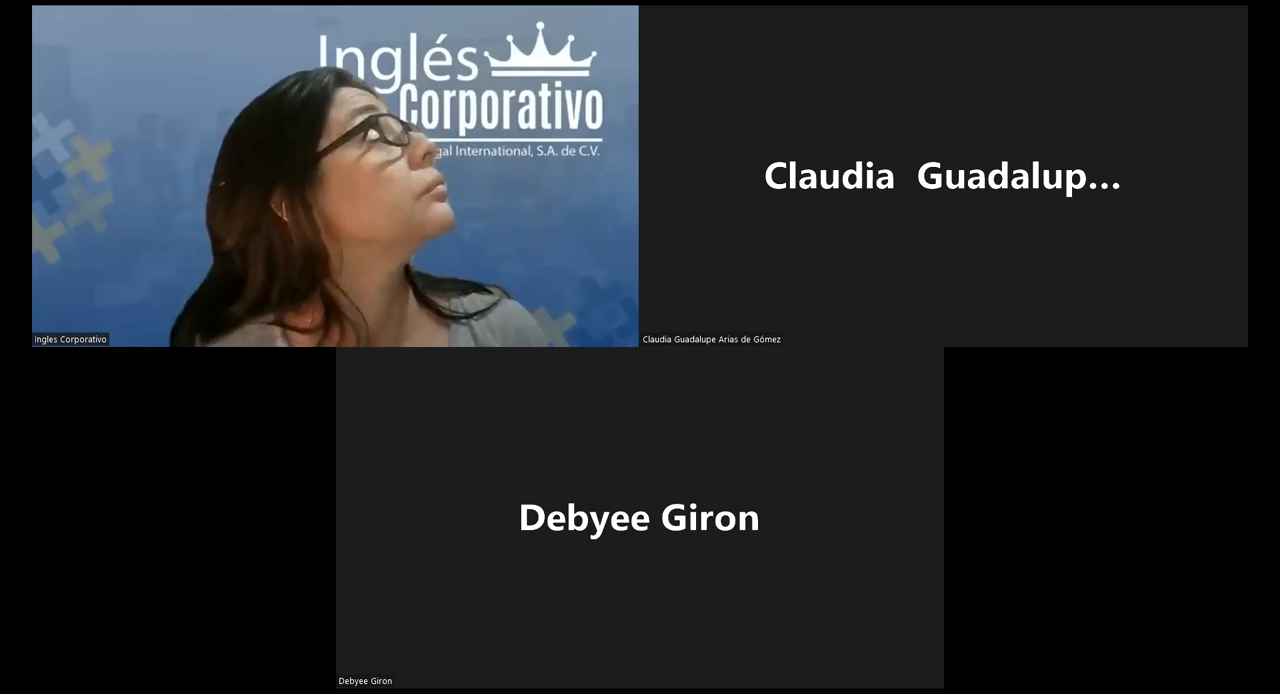 Inglés
Corporativo
gal International, S.A. de C.V.
Ingles Corporativo
Claudia Guadalup...
Claudia Guadalupe Arias de Gómez
Debyee Giron
Debyee Giron